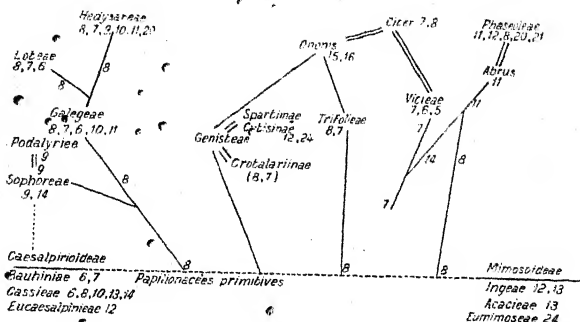 Hedysareae
8,7,9,10,11,20
Loteae
8,7,6
8
8
Galegeae
8,7,6,10,11
Podalyriee
9
9
Sophoreae
9,14
8
Ononis
15,16
Cicer 7,8
Phaseoleae
11,12,8,20,21
Abrus
11
Spartiinae
Cytisinae
12,24
Genisteae
Crotalariinae
(8,7)
Trifolieae
8,7
Vicieae
7,6,5
7
14
11
8
7
Caesalpirioideae
Bauhiniae 6,7
Cassieae 6,8,10,13,14
Eucaesalpinieae 12
Papilionacées primitives
8
8
8
Mimosoideae
Ingeae 12,13
Acacieae 13
Eumimoseae 24